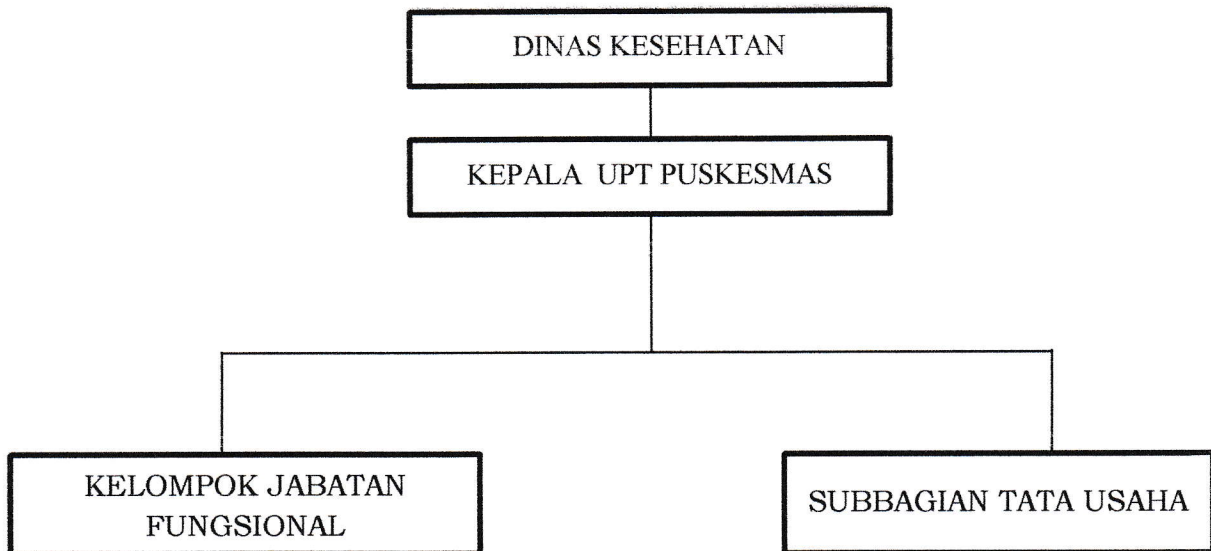 DINAS KESEHATAN
KEPALA UPT PUSKESMAS
KELOMPOK JABATAN
FUNGSIONAL
SUBBAGIAN TATA USAHA